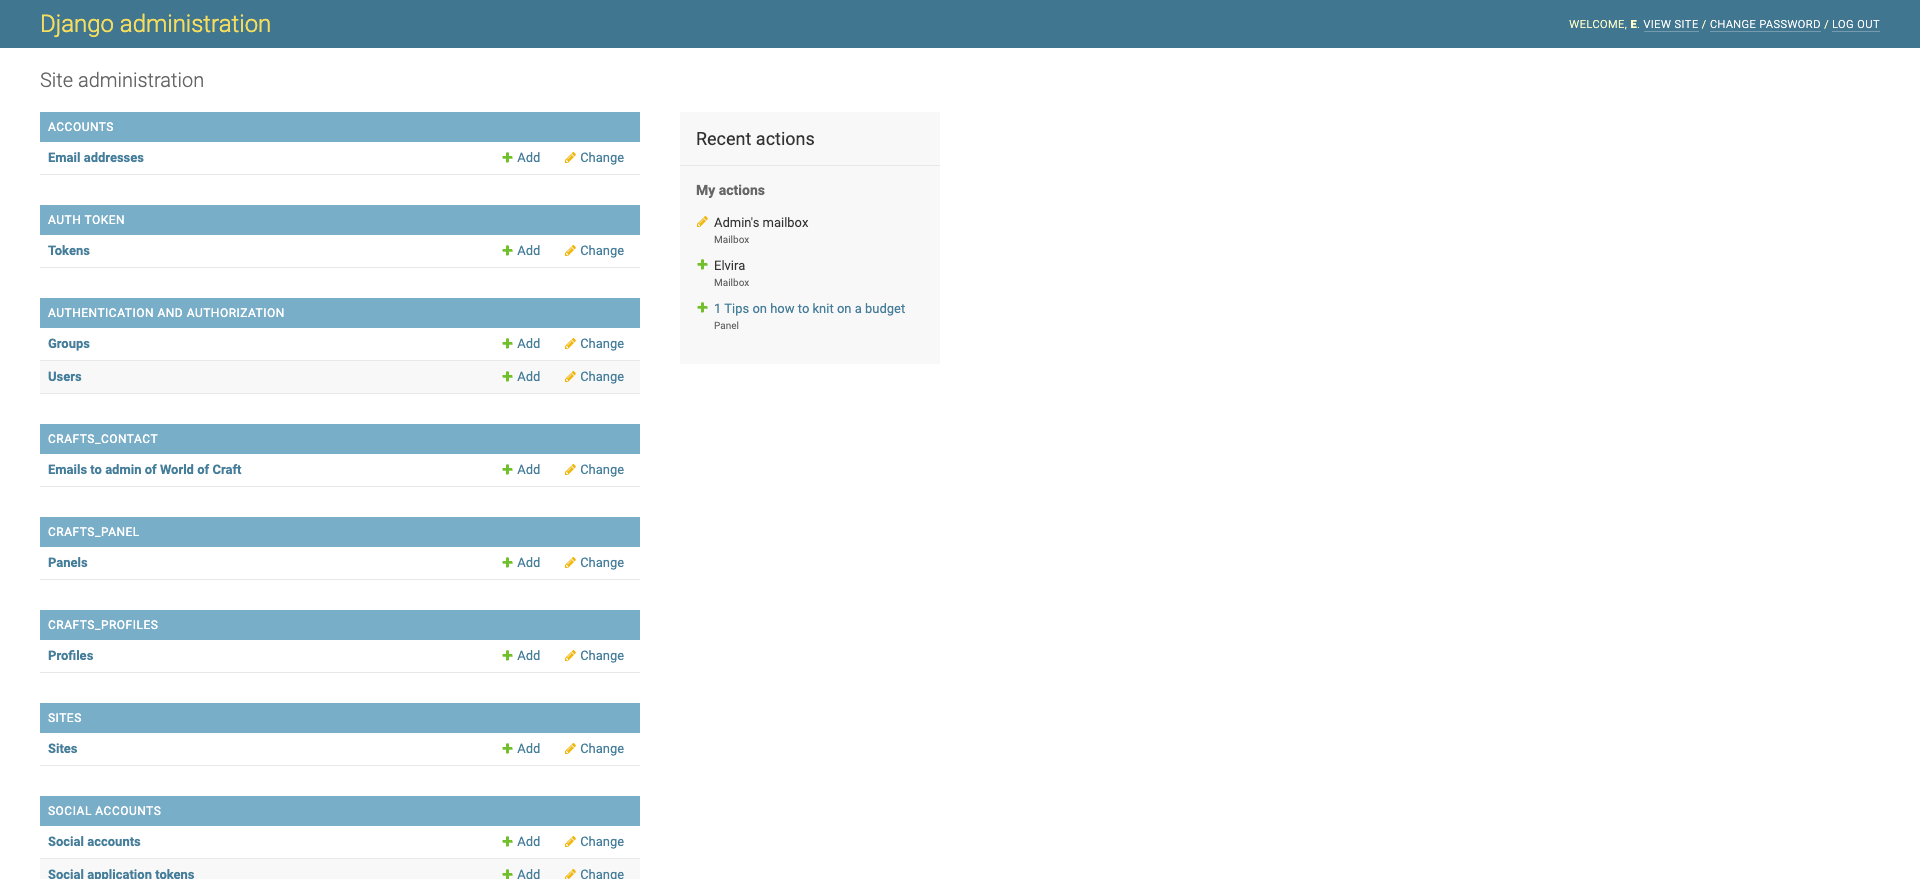 Django administration
WELCOME, E. VIEW SITE / CHANGE PASSWORD / LOG OUT
Site administration
ACCOUNTS
Email addresses Add Change
AUTH TOKEN
Tokens Add Change
AUTHENTICATION AND AUTHORIZATION
Groups Add Change
Users Add Change
CRAFTS_CONTACT
Emails to admin of World of Craft Add Change
CRAFTS_PANEL
Panels Add Change
CRAFTS_PROFILES
Profiles Add Change
SITES
Sites Add Change
SOCIAL ACCOUNTS
Social accounts Add Change
Social application tokens Add Change
Recent actions
My actions
Admin's mailbox
Mailbox
Elvira
Mailbox
1 Tips on how to knit on a budget
Panel